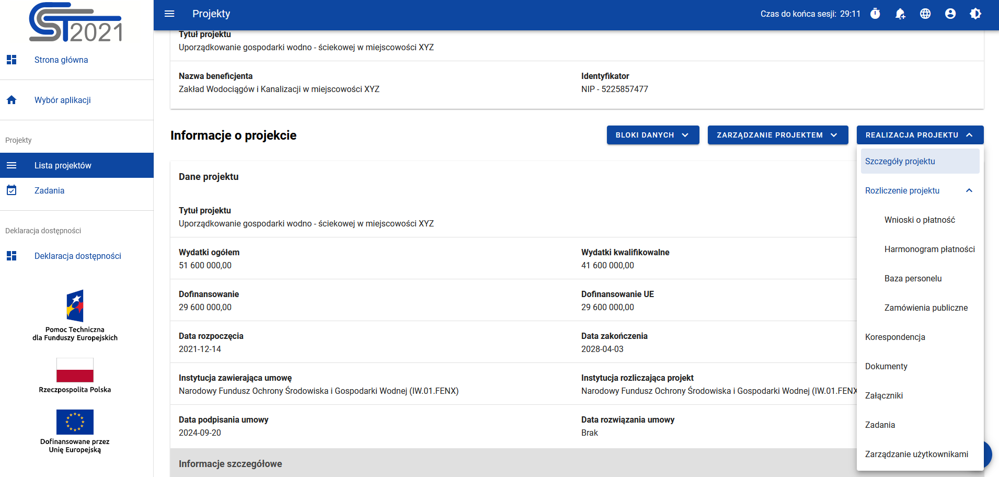 CST2021
Projekty
Czas do końca sesji: 29:11
Strona główna
Wybór aplikacji
Projekty
Lista projektów
Zadania
Deklaracja dostępności
Deklaracja dostępności
Pomoc Techniczna
dla Funduszy Europejskich
Rzeczpospolita Polska
Dofinansowane przez
Unię Europejską
Tytuł projektu
Uporządkowanie gospodarki wodno - ściekowej w miejscowości XYZ
Nazwa beneficjenta
Zakład Wodociągów i Kanalizacji w miejscowości XYZ
Identyfikator
NIP - 5225857477
Informacje o projekcie
BLOKI DANYCH
ZARZĄDZANIE PROJEKTEM
REALIZACJA PROJEKTU
Dane projektu
Tytuł projektu
Uporządkowanie gospodarki wodno - ściekowej w miejscowości XYZ
Wydatki ogółem
51 600 000,00
Wydatki kwalifikowalne
41 600 000,00
Dofinansowanie
29 600 000,00
Dofinansowanie UE
29 600 000,00
Data rozpoczęcia
2021-12-14
Data zakończenia
2028-04-03
Instytucja zawierająca umowę
Narodowy Fundusz Ochrony Środowiska i Gospodarki Wodnej (IW.01.FENX)
Instytucja rozliczająca projekt
Narodowy Fundusz Ochrony Środowiska i Gospodarki Wodnej (IW.01.FENX
Data podpisania umowy
2024-09-20
Data rozwiązania umowy
Brak
Informacje szczegółowe
Szczegóły projektu
Rozliczenie projektu
Wnioski o płatność
Harmonogram płatności
Baza personelu
Zamówienia publiczne
Korespondencja
Dokumenty
Załączniki
Zadania
Zarządzanie użytkownikami